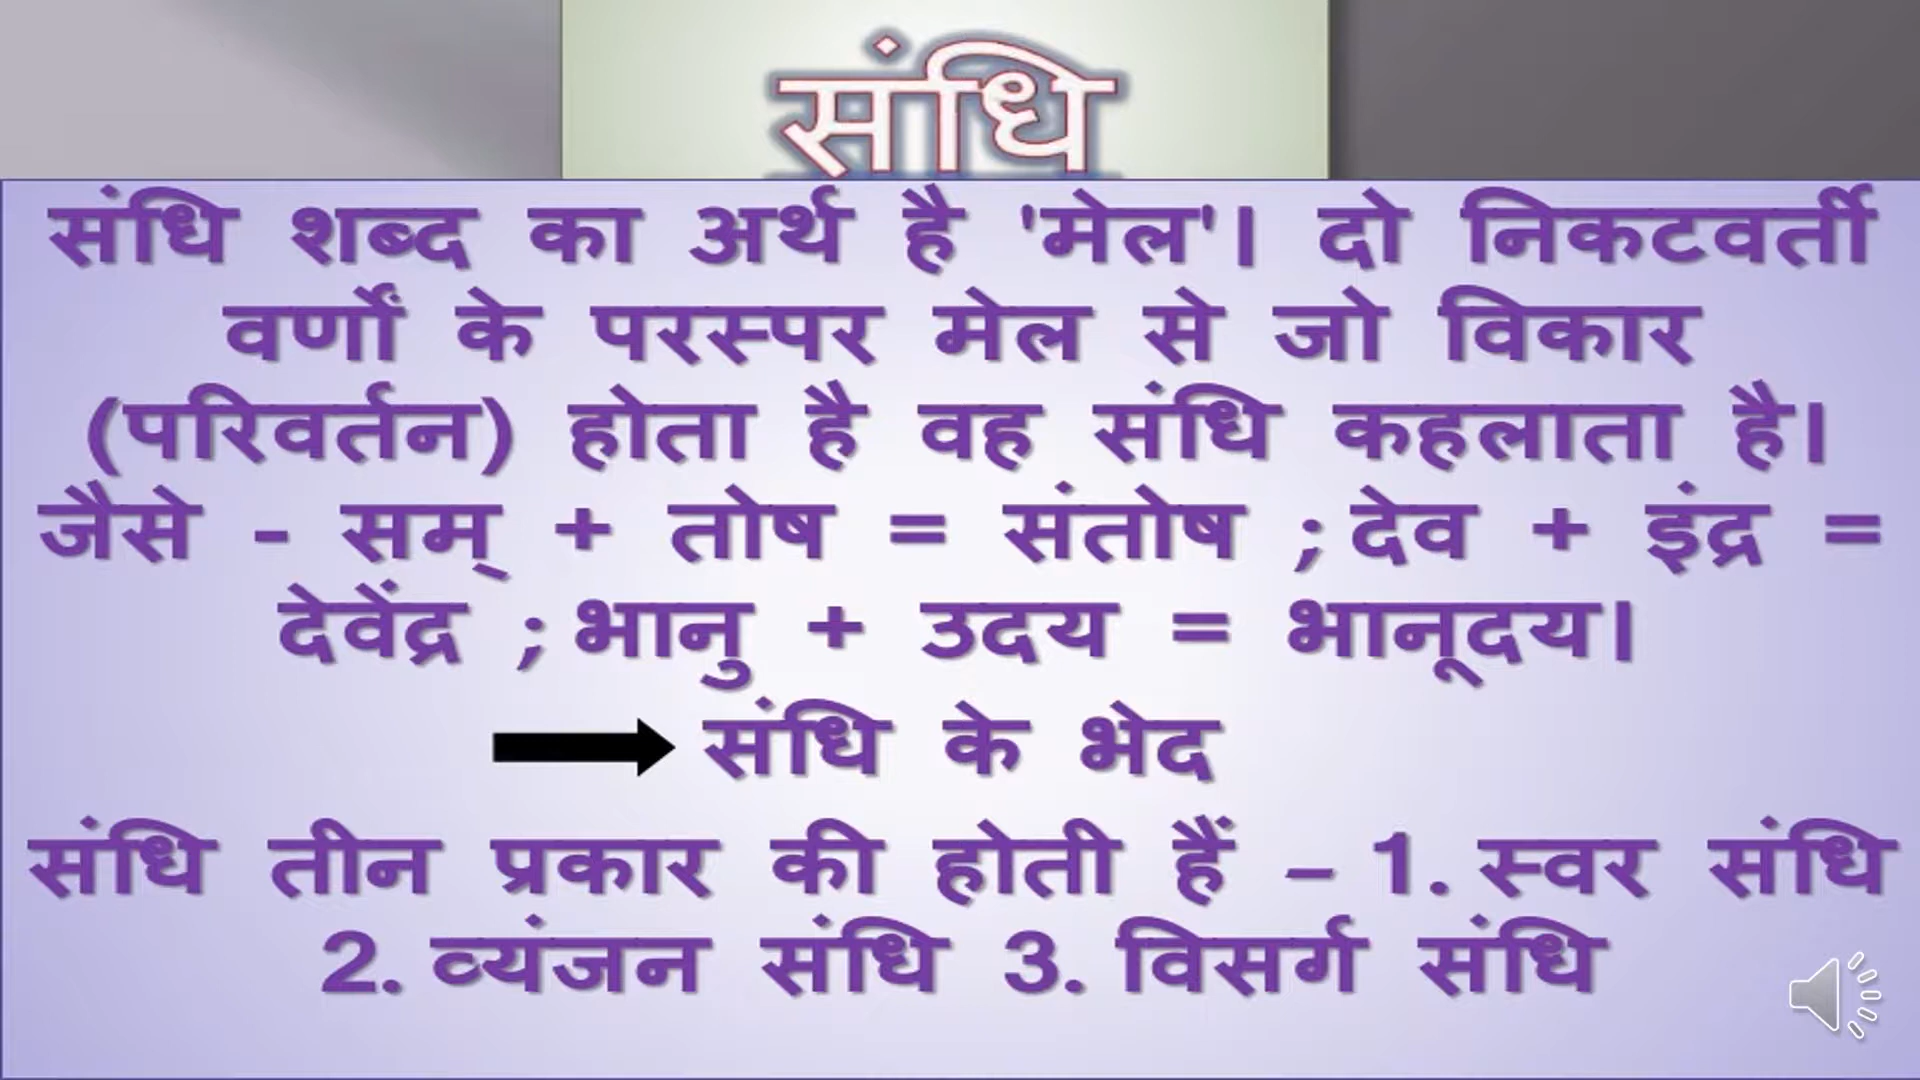 संधि
संधि शब्द का अर्थ है 'मेल'। दो निकटवर्ती
वर्णों के परस्पर मेल से जो विकार
(परिवर्तन) होता है वह संधि कहलाता है।
जैसे - सम् + तोष = संतोष ; देव + इंद्र =
देवेंद्र ; भानु + उदय = भानूदय।
संधि के भेद
संधि तीन प्रकार की होती हैं – 1. स्वर संधि
2. व्यंजन संधि 3. विसर्ग संधि